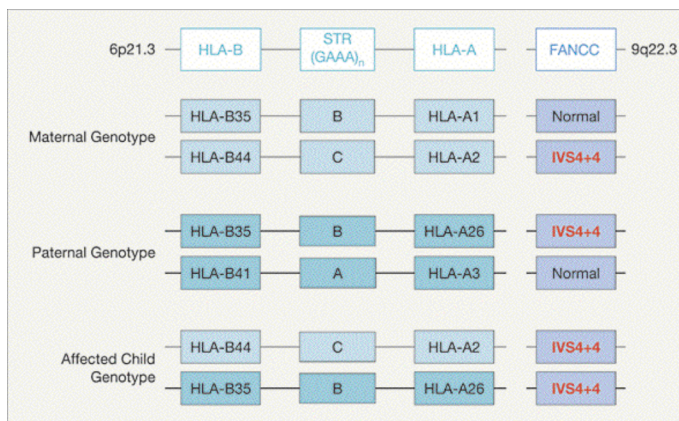 6p21.3 HLA-B STR (GAAA)n HLA-A FANCC 9q22.3
Maternal Genotype
HLA-B35 B HLA-A1 Normal
HLA-B44 C HLA-A2 IVS4+4
Paternal Genotype
HLA-B35 B HLA-A26 IVS4+4
HLA-B41 A HLA-A3 Normal
Affected Child
Genotype
HLA-B44 C HLA-A2 IVS4+4
HLA-B35 B HLA-A26 IVS4+4